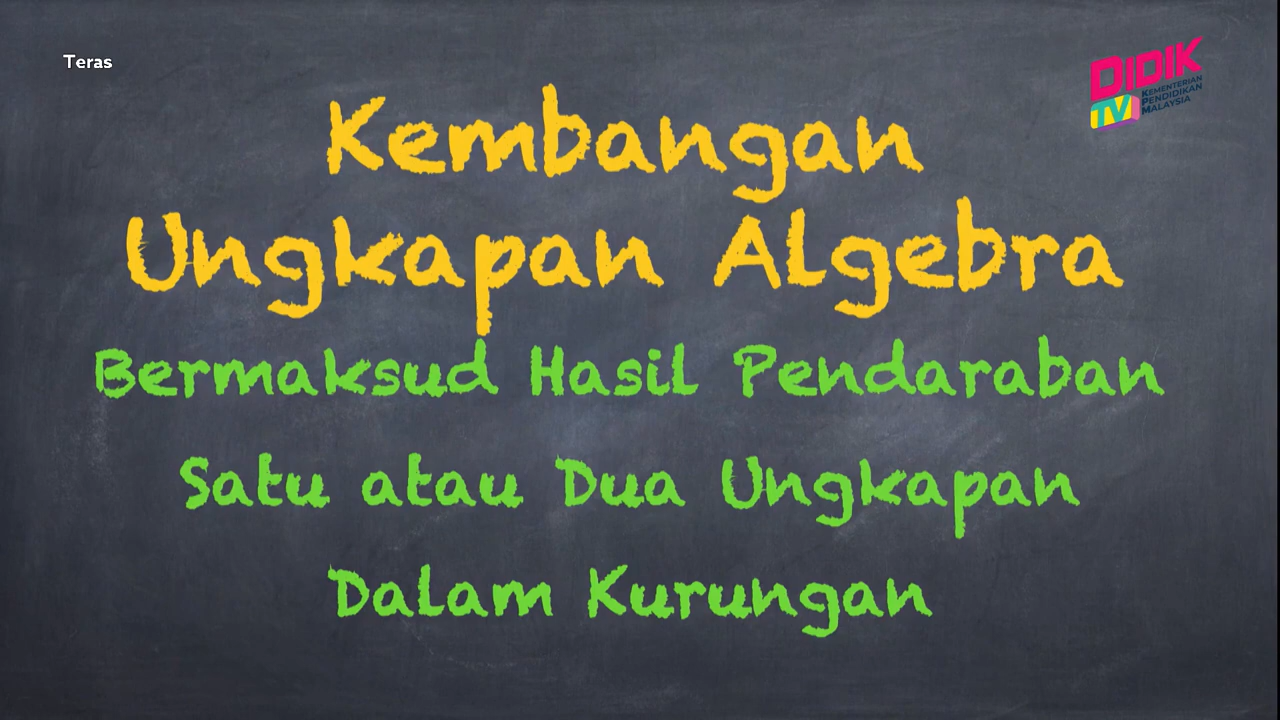 Teras
DIDIK
TV
KEMENTERIAN
PENDIDIKAN
MALAYSIA
Kembangan
Ungkapan Algebra
Bermaksud Hasil Pendaraban
Satu atau Dua Ungkapan
Dalam Kurungan